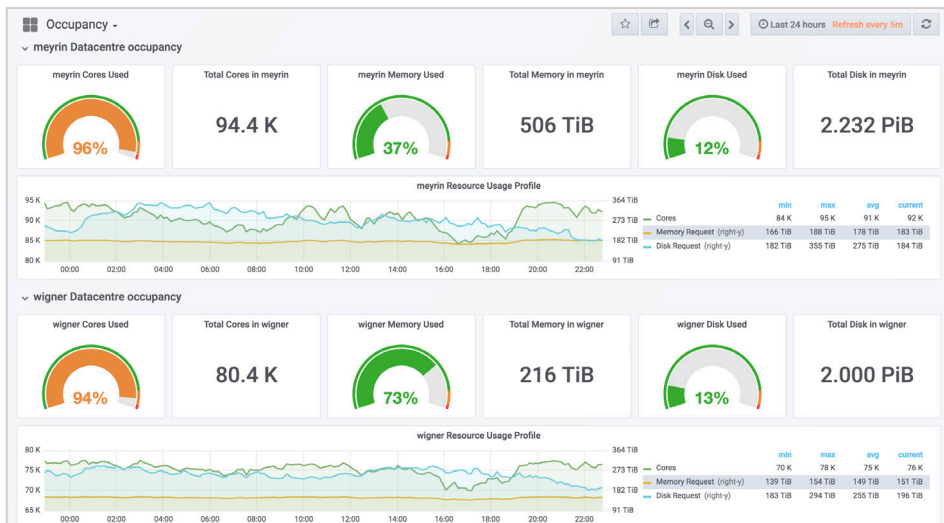 Occupancy
Last 24 hours Refresh every 5m
meyrin Datacentre occupancy
meyrin Cores Used
96%
Total Cores in meyrin
94.4 K
meyrin Memory Used
37%
Total Memory in meyrin
506 TiB
meyrin Disk Used
12%
Total Disk in meyrin
2.232 PiB
meyrin Resource Usage Profile
95 K
90 K
85 K
80 K
364 TiB
273 TiB
182 TiB
91 TiB
00:00 02:00 04:00 06:00 08:00 10:00 12:00 14:00 16:00 18:00 20:00 22:00
min max avg current
Cores 84 K 95 K 91 K 92 K
Memory Request (right-y) 166 TiB 188 TiB 178 TiB 183 TiB
Disk Request (right-y) 182 TiB 355 TiB 275 TiB 184 TiB
wigner Datacentre occupancy
wigner Cores Used
94%
Total Cores in wigner
80.4 K
wigner Memory Used
73%
Total Memory in wigner
216 TiB
wigner Disk Used
13%
Total Disk in wigner
2.000 PiB
wigner Resource Usage Profile
80 K
75 K
70 K
65 K
364 TiB
273 TiB
182 TiB
91 TiB
00:00 02:00 04:00 06:00 08:00 10:00 12:00 14:00 16:00 18:00 20:00 22:00
min max avg current
Cores 70 K 78 K 75 K 76 K
Memory Request (right-y) 139 TiB 154 TiB 149 TiB 151 TiB
Disk Request (right-y) 183 TiB 294 TiB 255 TiB 196 TiB